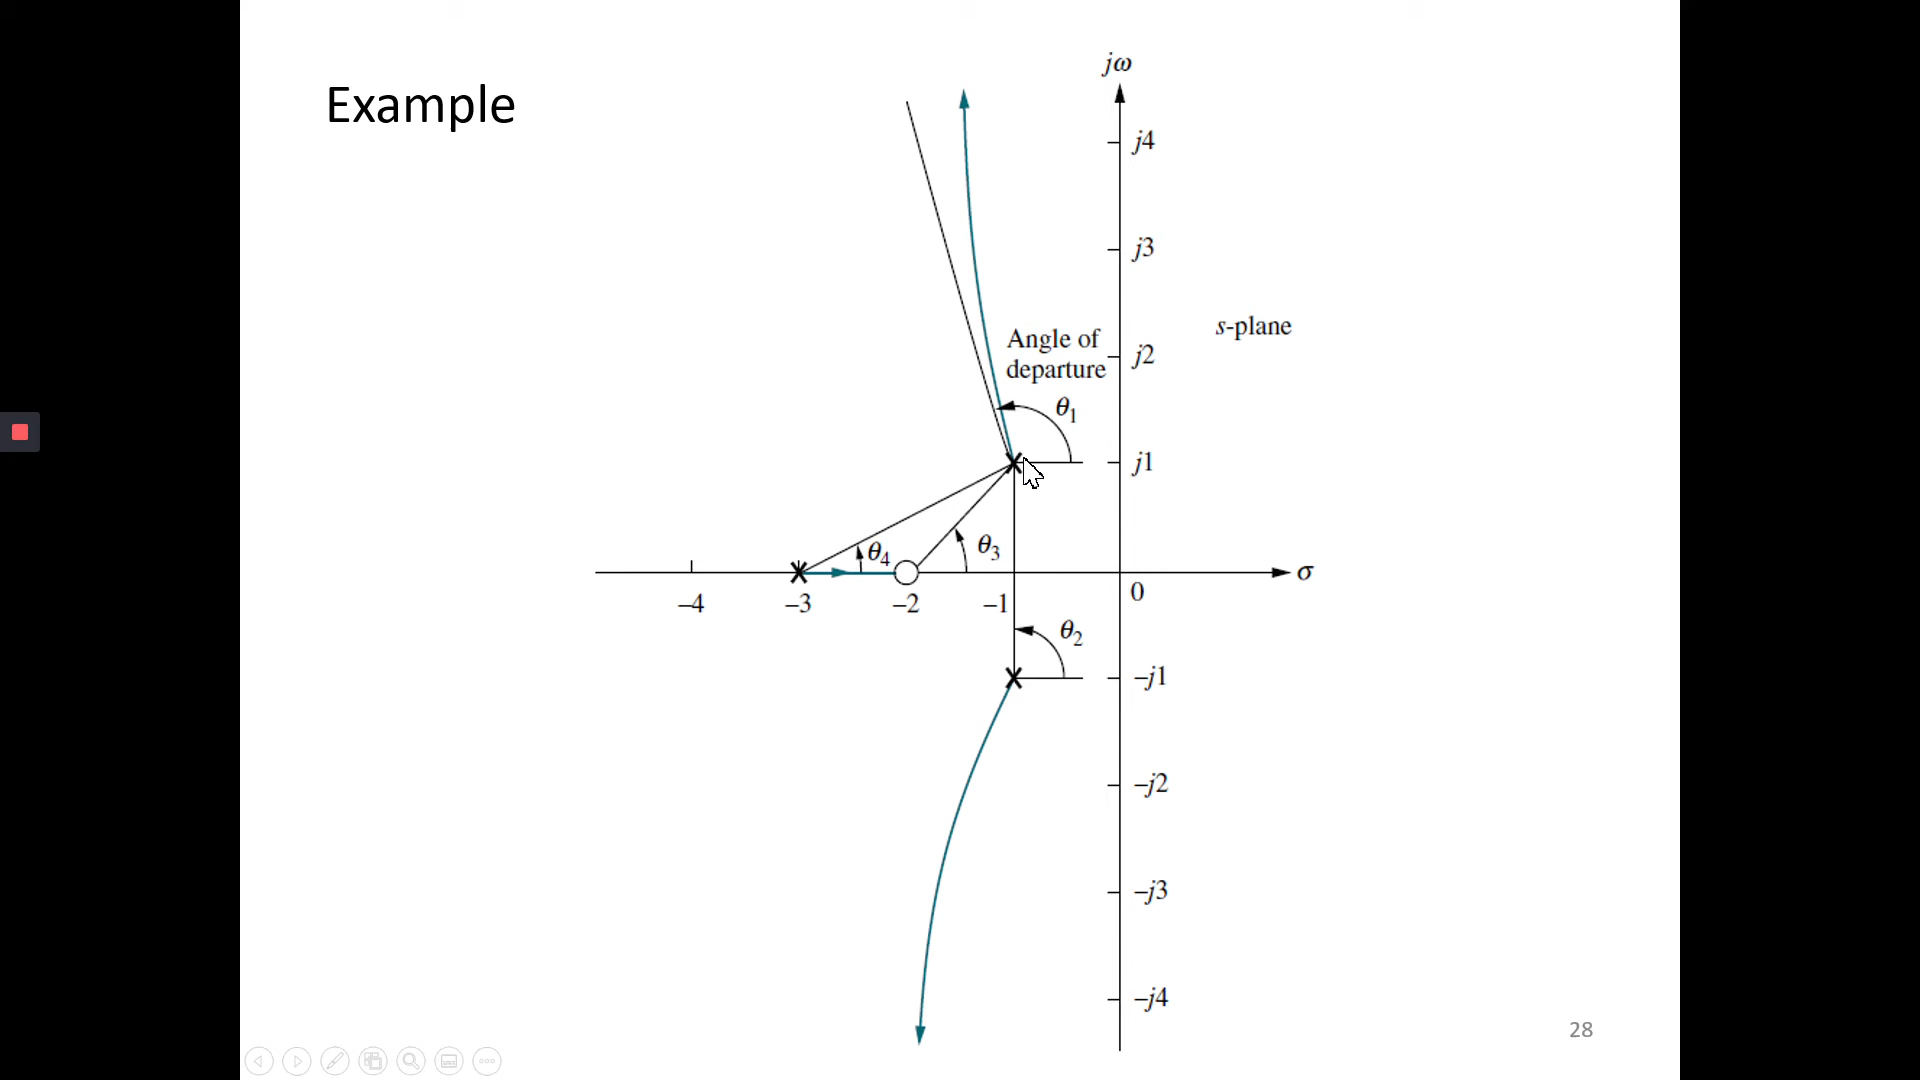 Example
jω
j4
j3
s-plane
Angle of
departure
j2
θ1
j1
θ4
θ3
σ
–4
–3
–2
–1
0
θ2
–j1
–j2
–j3
–j4
28